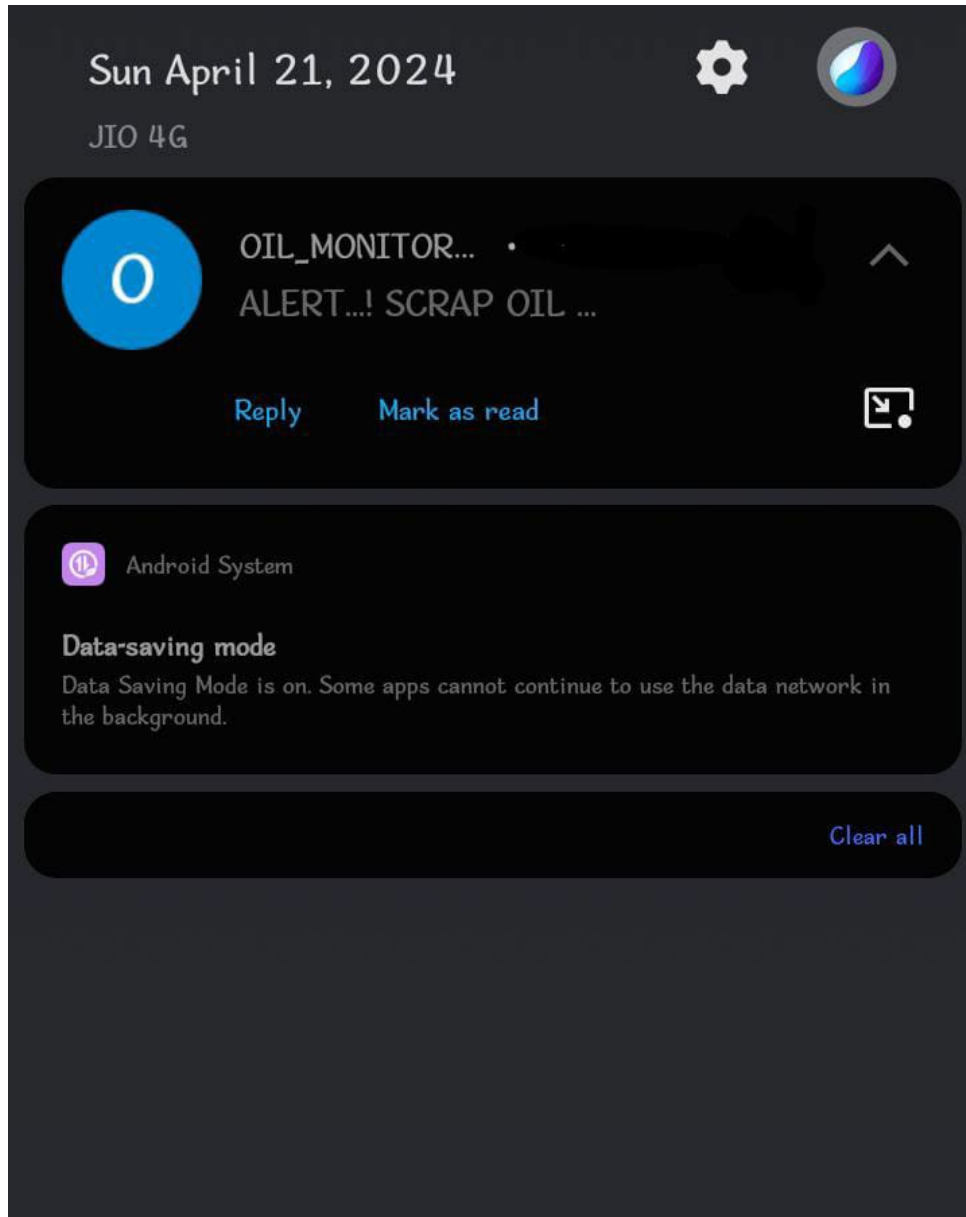 Sun April 21, 2024
JIO 4G
O
OIL_MONITOR... •
ALERT...! SCRAP OIL ...
Reply Mark as read
Android System
Data-saving mode
Data Saving Mode is on. Some apps cannot continue to use the data network in
the background.
Clear all